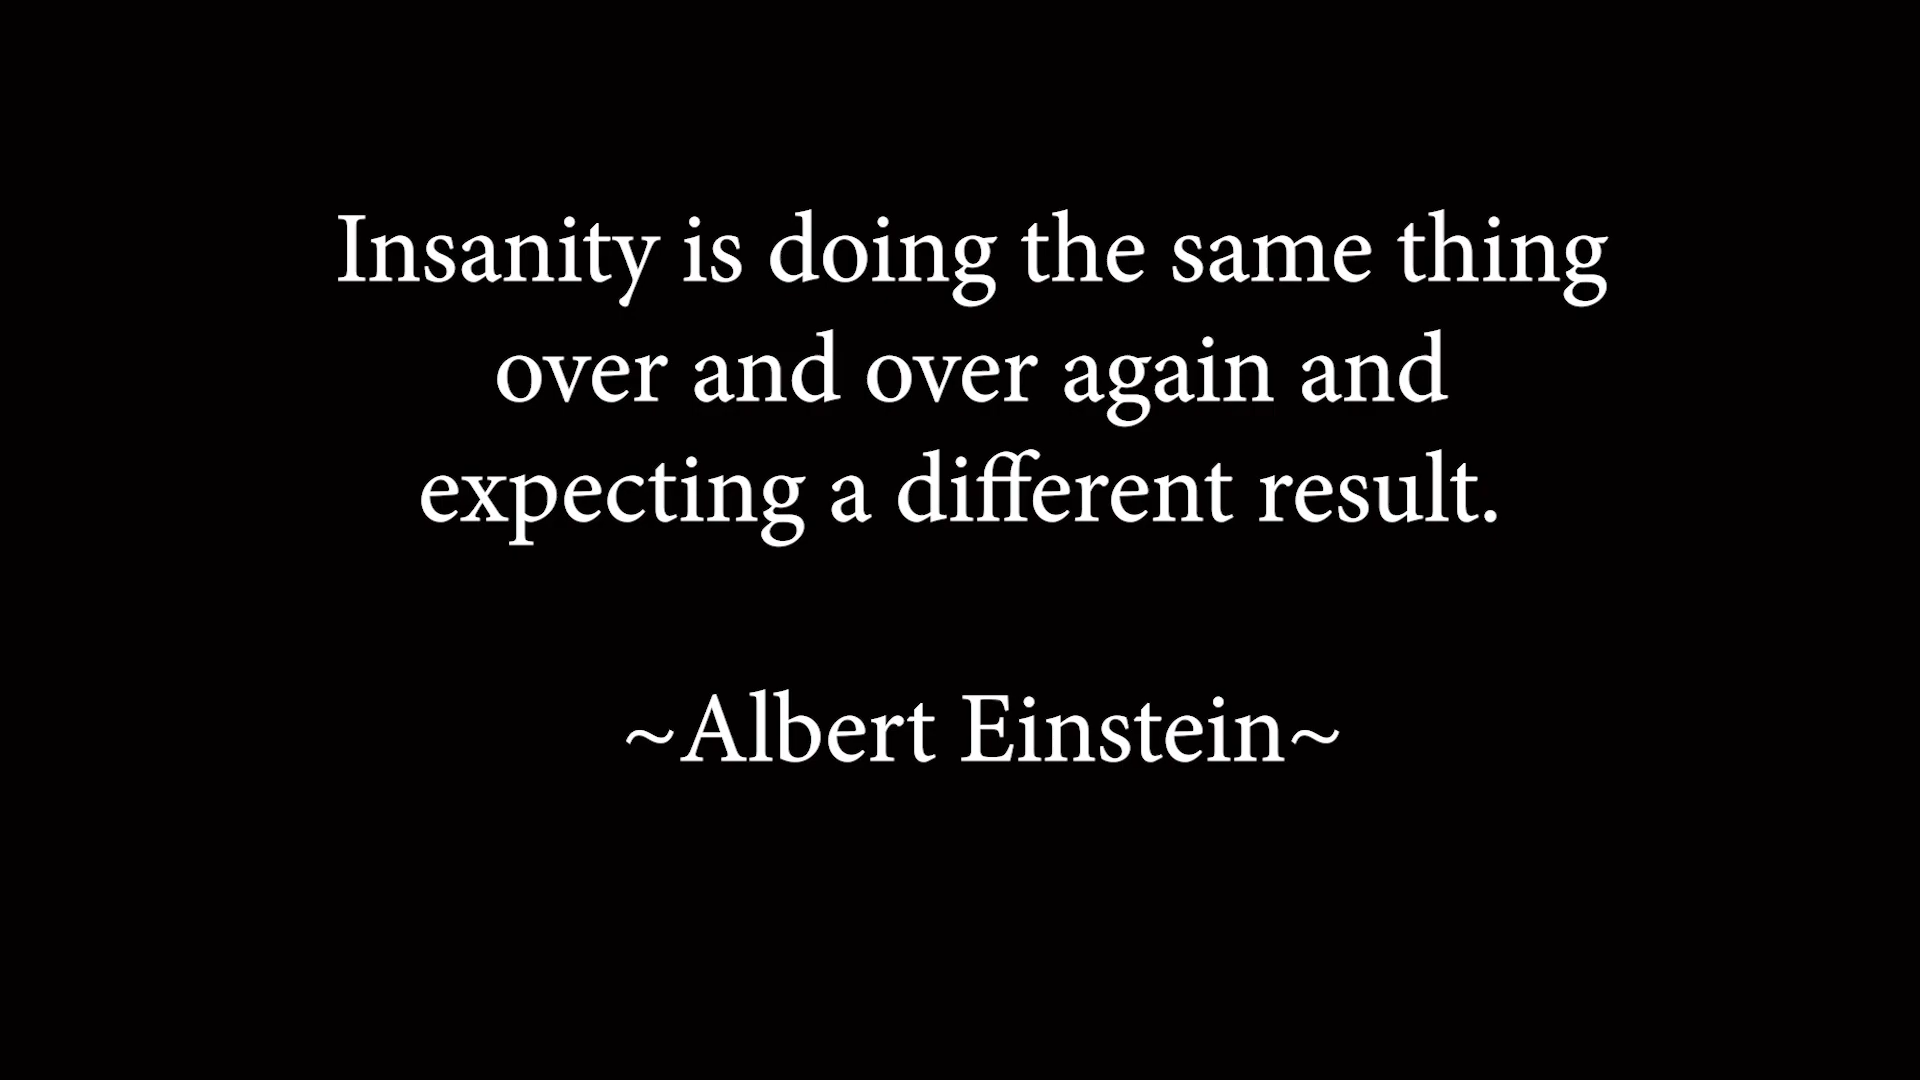 Insanity is doing the same thing
over and over again and
expecting a different result.
~Albert Einstein~